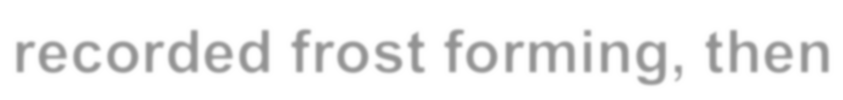 recorded frost forming, then